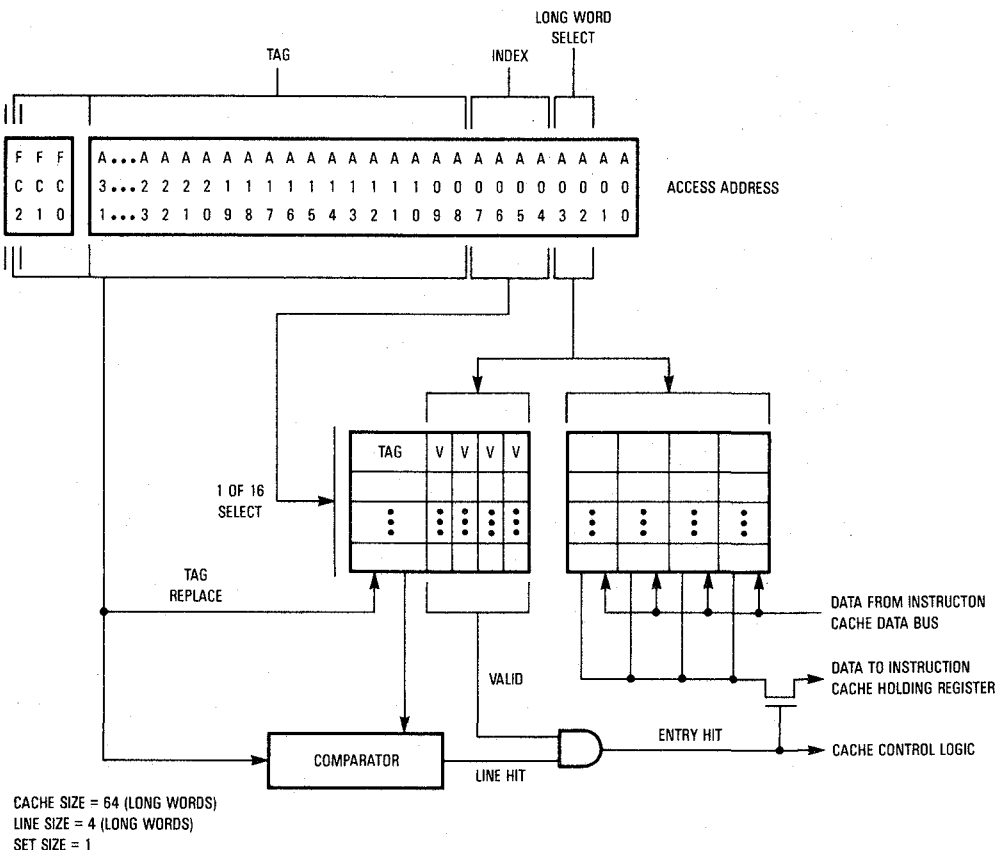 LONG WORD
SELECT
TAG
INDEX
F F F A...A A A A A A A A A A A A A A A A A A A A A A A A
C C C 3...2 2 2 2 1 1 1 1 1 1 1 1 1 1 0 0 0 0 0 0 0 0 0 0
2 1 0 1...3 2 1 0 9 8 7 6 5 4 3 2 1 0 9 8 7 6 5 4 3 2 1 0
ACCESS ADDRESS
TAG V V V V
1 OF 16
SELECT
TAG
REPLACE
DATA FROM INSTRUCTON
CACHE DATA BUS
DATA TO INSTRUCTION
CACHE HOLDING REGISTER
VALID
ENTRY HIT
CACHE CONTROL LOGIC
COMPARATOR
LINE HIT
CACHE SIZE = 64 (LONG WORDS)
LINE SIZE = 4 (LONG WORDS)
SET SIZE = 1